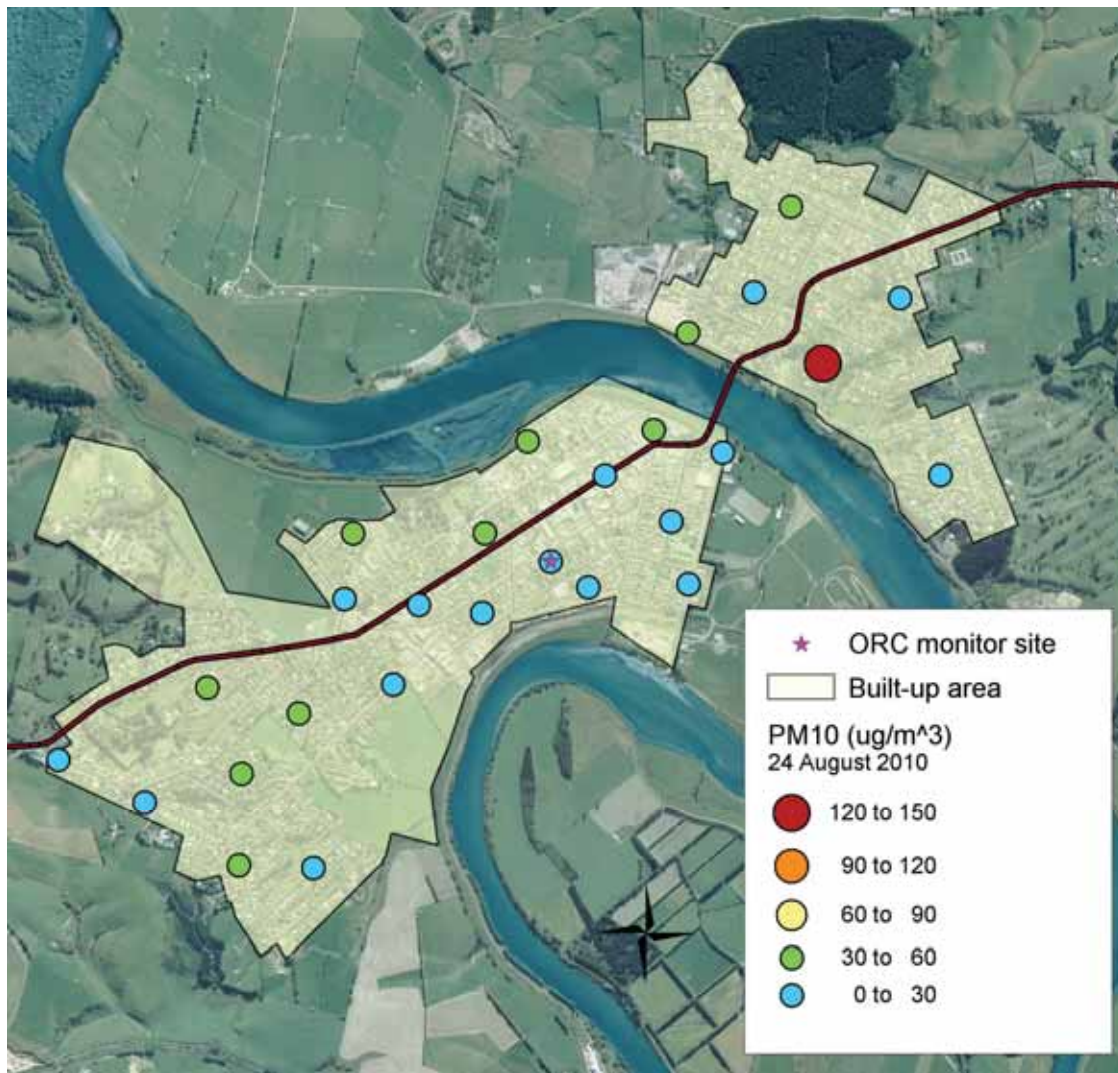 ORC monitor site
Built-up area
PM10 (ug/m^3)
24 August 2010
120 to 150
90 to 120
60 to 90
30 to 60
0 to 30